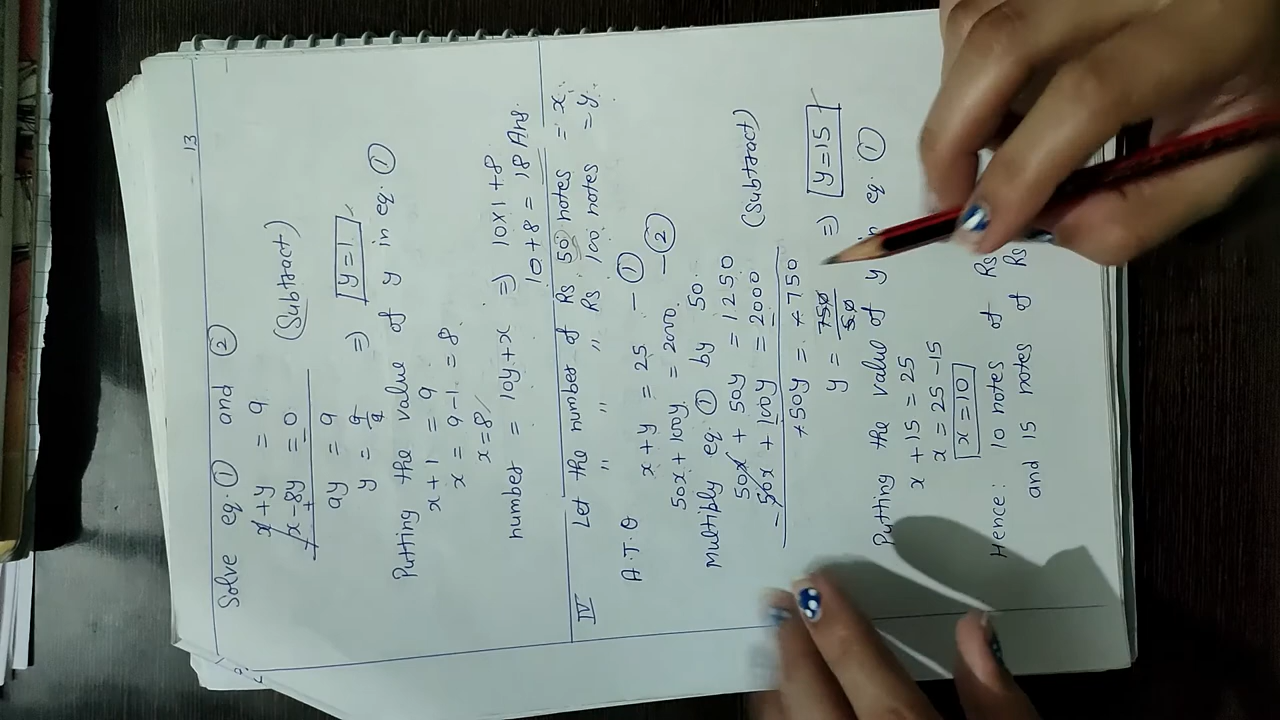 13
Solve eq. ① and ②
x + y = 9
x - 8y = 0 (Subtract)
- + -
9y = 9
y = 9/9 ⇒ y = 1
Putting the value of y in eq. ①
x + 1 = 9
x = 9 - 1 = 8
x = 8
number = 10y + x ⇒ 10 x 1 + 8
10 + 8 = 18 Ans.
IV Let the number of Rs 50 notes = x.
" " " Rs 100 notes = y.
A.T.Q
x + y = 25 - ①
50x + 100y = 2000 - ②
Multibly eq. ① by 50.
50x + 50y = 1250
50x + 100y = 2000 (Subtract)
- - -
+ 50y = + 750
y = 750/50 ⇒ y = 15
Putting the value of y in eq. ①
x + 15 = 25
x = 25 - 15
x = 10
Hence : 10 notes of Rs
and 15 notes of Rs